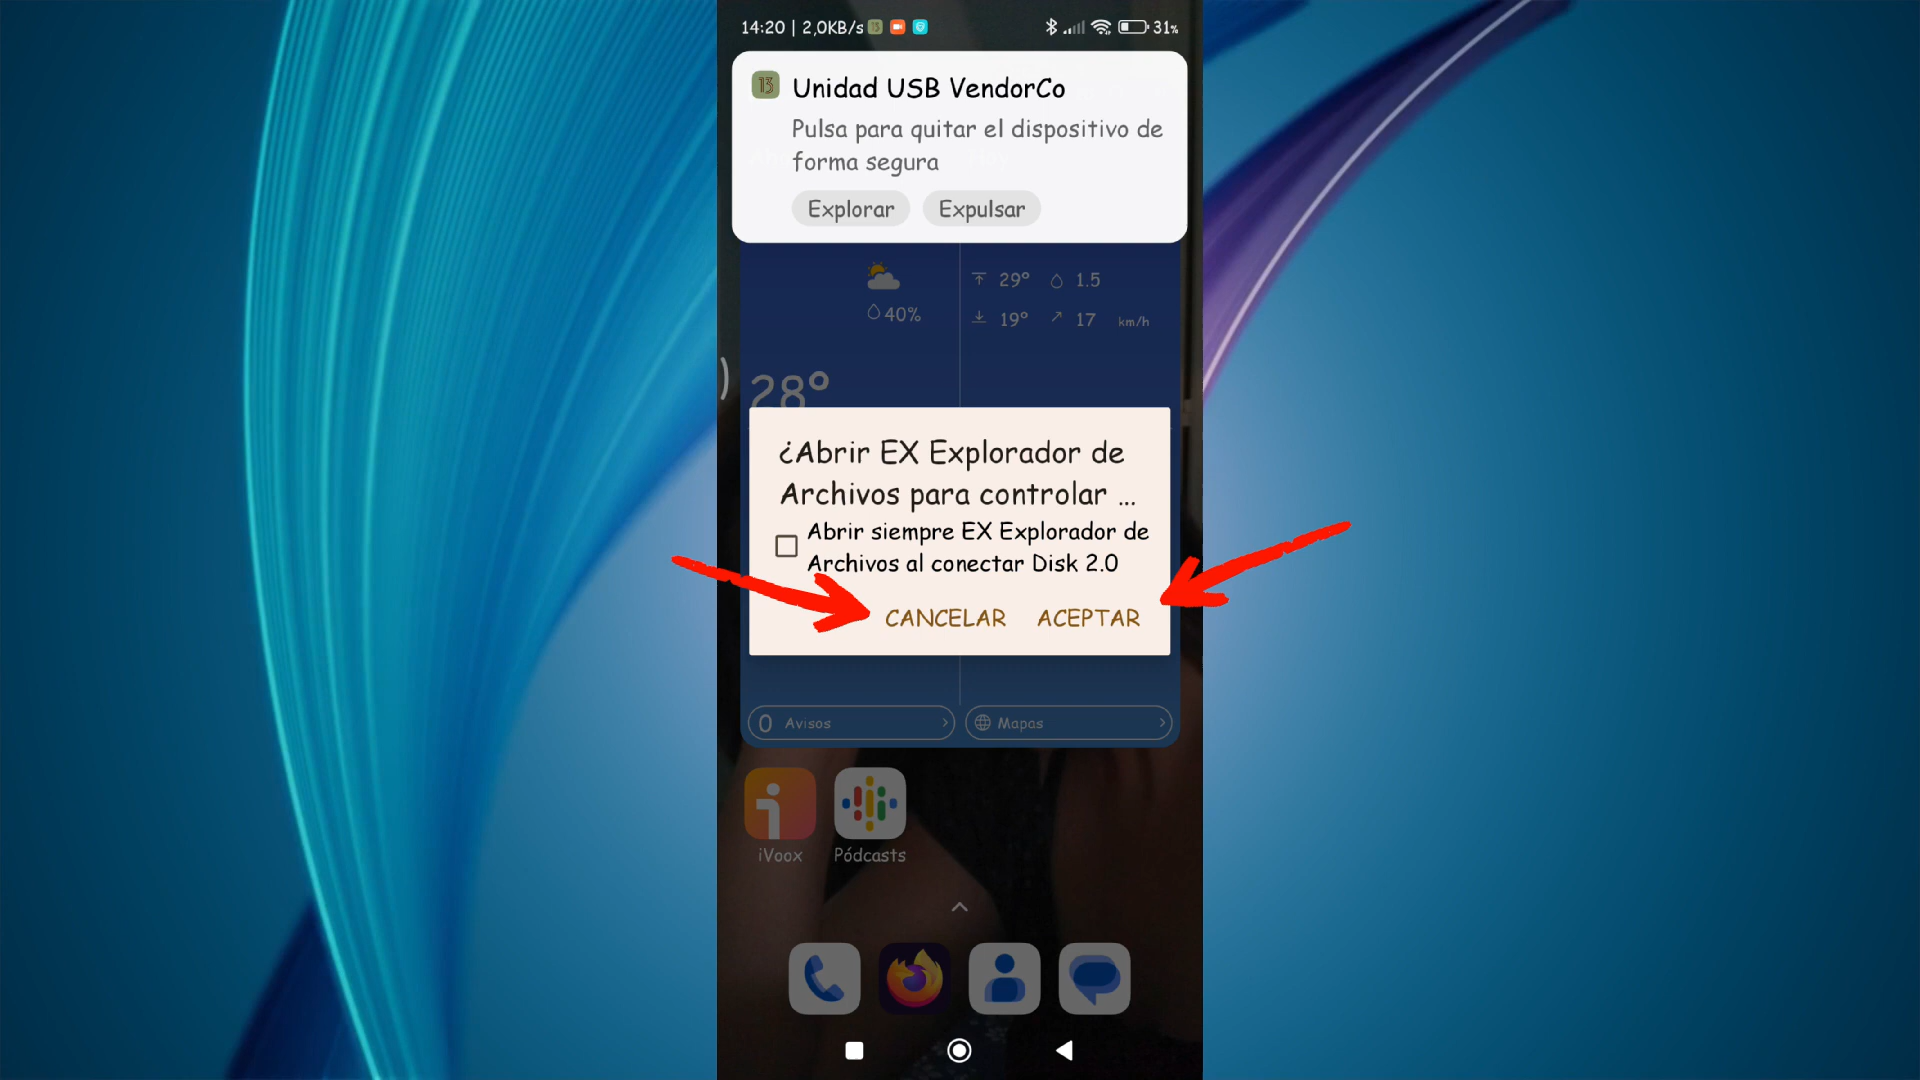 14:20 | 2,0KB/s
31%
13 Unidad USB VendorCo
Pulsa para quitar el dispositivo de
forma segura
Explorar Expulsar
29° 1.5
40%
19° 17 km/h
28°
¿Abrir EX Explorador de
Archivos para controlar ...
Abrir siempre EX Explorador de
Archivos al conectar Disk 2.0
CANCELAR ACEPTAR
0 Avisos
Mapas
iVoox Pódcasts